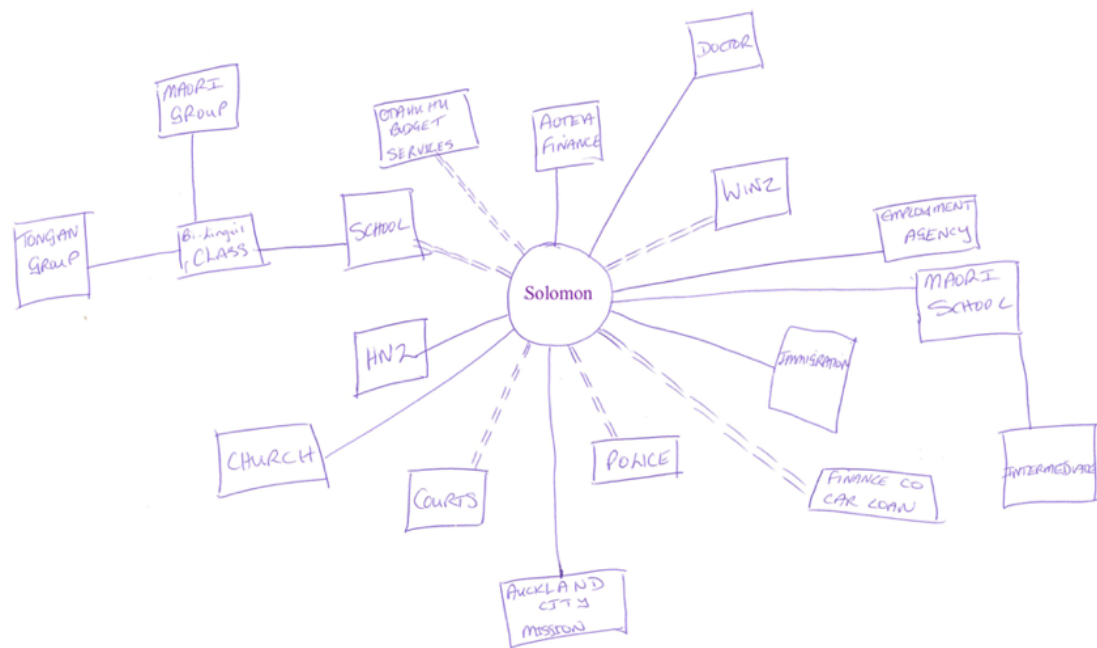 DOCTOR
MAORI
GROUP
OTAHUHU
BUDGET
SERVICES
AOTEA
FINANCE
WINZ
EMPLOYMENT
AGENCY
TONGAN
GROUP
Bi-Lingual
CLASS
SCHOOL
MAORI
SCHOOL
Solomon
HNZ
IMMIGRATION
CHURCH
POLICE
COURTS
FINANCE CO
CAR LOAN
INTERMEDIATE
AUCKLAND
CITY
MISSION